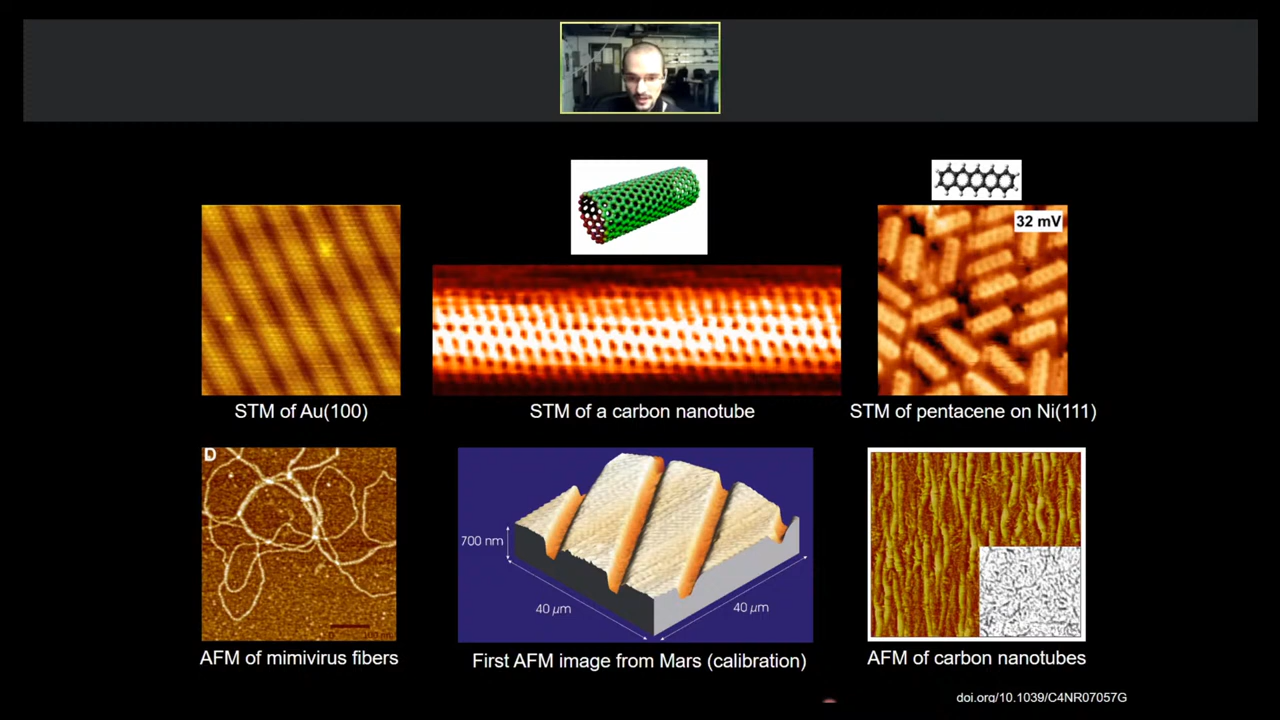 32 mV
STM of Au(100)
STM of a carbon nanotube
STM of pentacene on Ni(111)
D
700 nm
40 µm
40 µm
100 nm
AFM of mimivirus fibers
First AFM image from Mars (calibration)
AFM of carbon nanotubes
doi.org/10.1039/C4NR07057G